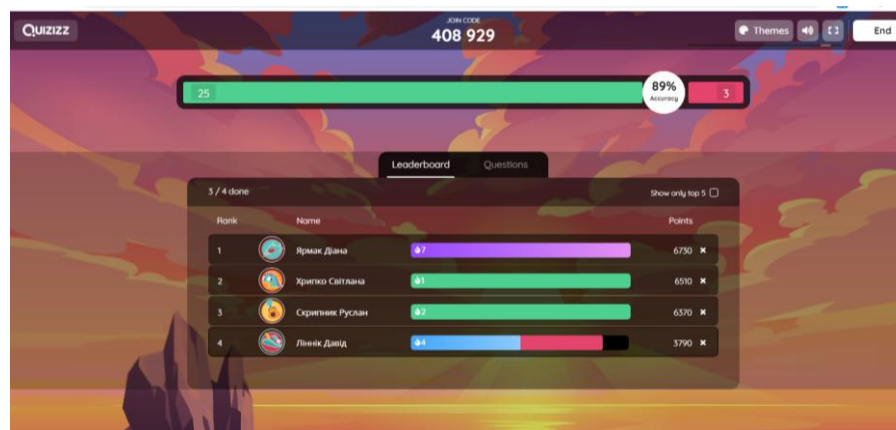 Quizizz
JOIN CODE
408 929
Themes
End
25
89%
Accuracy
3
Leaderboard Questions
3 / 4 done Show only top 5
Rank Name Points
1 Ярмак Діана 7 6730
2 Хрипко Світлана 1 6510
3 Скрипник Руслан 2 6370
4 Ліннік Давід 4 3790